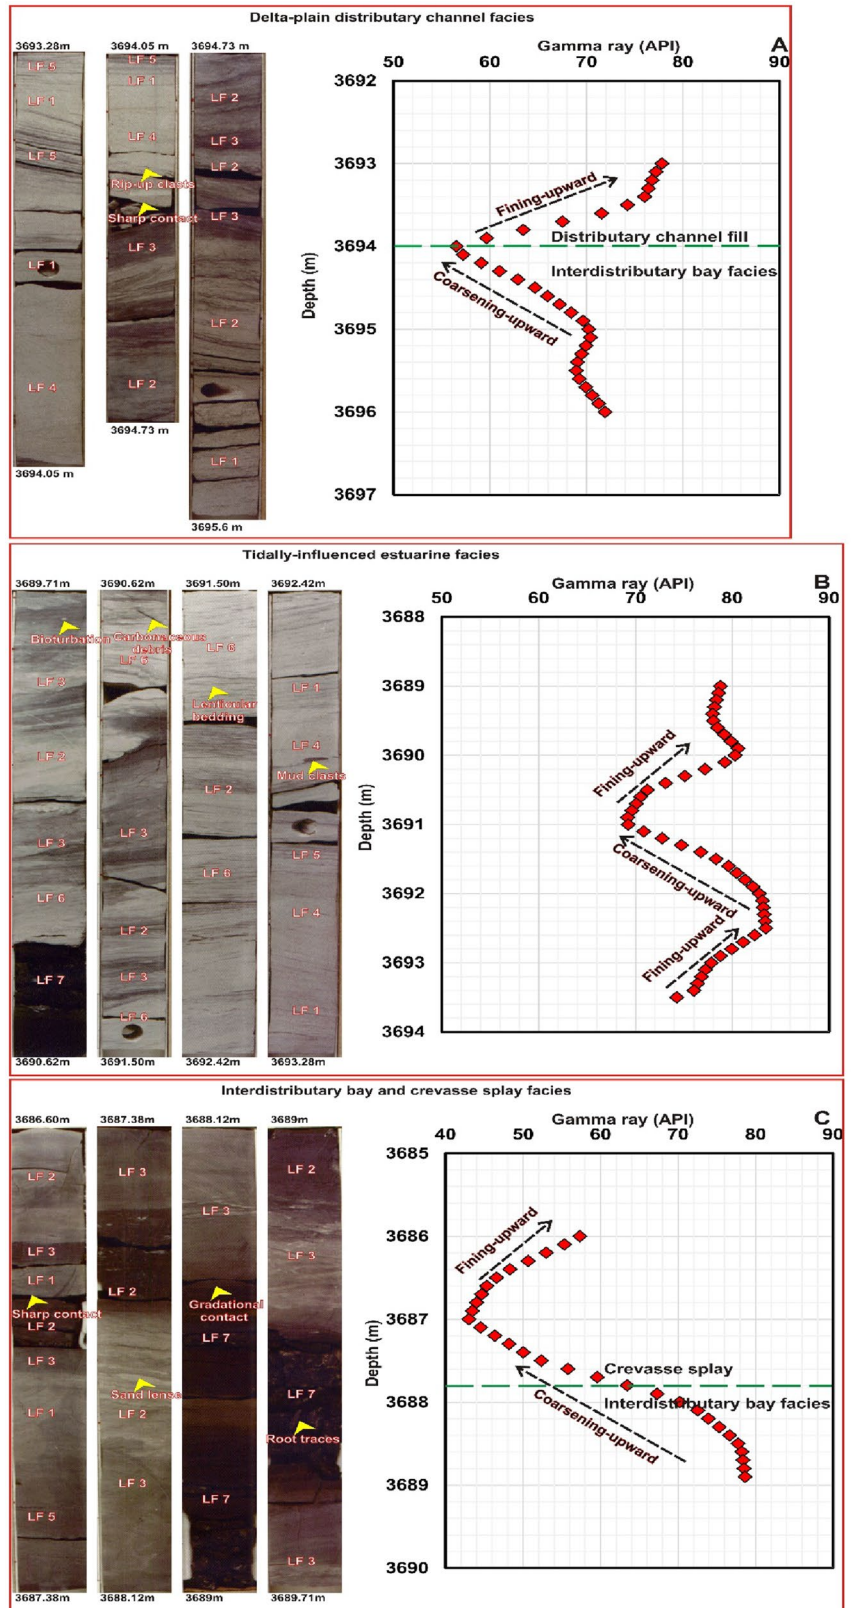 Delta-plain distributary channel facies
3693.28m
3694.05 m
3694.73 m
LF 5
LF 1
LF 5
LF 1
LF 4
3694.05 m
LF 5
LF 1
LF 4
Rip-up clasts
Sharp contact
LF 3
LF 2
3694.73 m
LF 2
LF 3
LF 2
LF 3
LF 2
LF 1
3695.6 m
Gamma ray (API)
A
50
60
70
80
90
Depth (m)
3692
3693
3694
3695
3696
3697
Fining-upward
Distributary channel fill
Interdistributary bay facies
Coarsening-upward
Tidally-influenced estuarine facies
3689.71m
3690.62m
3691.50m
3692.42m
Bioturbation
LF 3
LF 2
LF 3
LF 6
LF 7
3690.62m
Carbonaceous
debris
LF 6
LF 3
LF 2
LF 3
LF 6
3691.50m
LF 6
Lenticular
bedding
LF 2
LF 6
3692.42m
LF 1
LF 4
Mud clasts
LF 5
LF 4
LF 1
3693.28m
Gamma ray (API)
B
50
60
70
80
90
Depth (m)
3688
3689
3690
3691
3692
3693
3694
Fining-upward
Coarsening-upward
Fining-upward
Interdistributary bay and crevasse splay facies
3686.60m
3687.38m
3688.12m
3689m
LF 2
LF 3
LF 1
Sharp contact
LF 2
LF 3
LF 1
LF 5
3687.38m
LF 3
LF 2
Sand lense
LF 2
LF 3
3688.12m
LF 3
Gradational
contact
LF 7
LF 7
3689m
LF 2
LF 3
LF 7
Root traces
LF 3
3689.71m
Gamma ray (API)
C
40
50
60
70
80
90
Depth (m)
3685
3686
3687
3688
3689
3690
Fining-upward
Crevasse splay
Interdistributary bay facies
Coarsening-upward